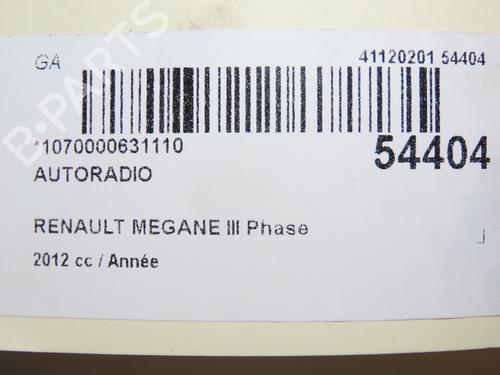 GA 41120201 54404
*1070000631110 54404
AUTORADIO
RENAULT MEGANE III Phase
2012 cc / Année
B-PARTS